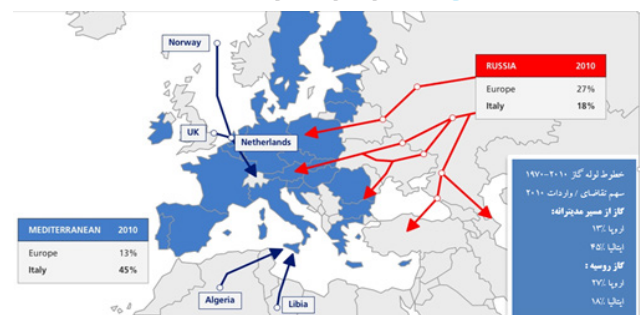 Norway
RUSSIA 2010
Europe 27%
Italy 18%
UK
Netherlands
خطوط لوله گاز ۲۰۱۰-۱۹۷۰
سهم تقاضای / واردات ۲۰۱۰
گاز از مسیر مدیترانه:
اروپا ۱۳%
ایتالیا ۴۵%
گاز روسیه :
اروپا ۲۷%
ایتالیا ۱۸%
MEDITERRANEAN 2010
Europe 13%
Italy 45%
Algeria
Libia